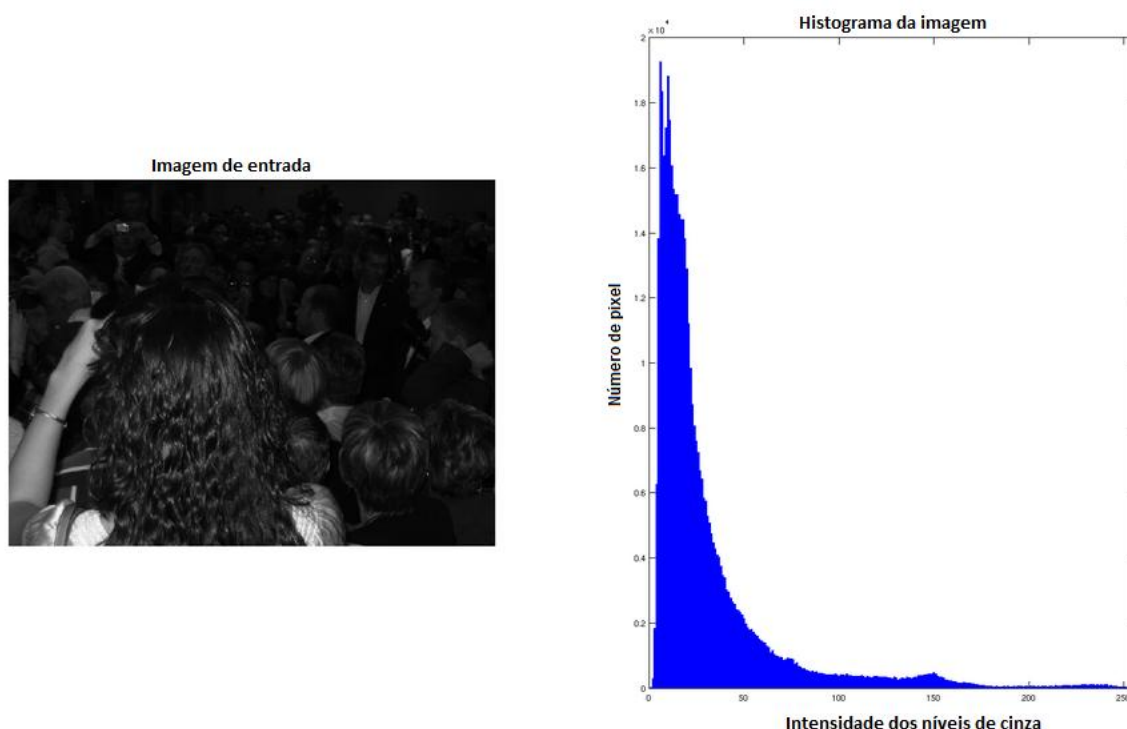 Imagem de entrada
Histograma da imagem
×10⁴
2
1.8
1.6
1.4
1.2
1
0.8
0.6
0.4
0.2
0
Número de pixel
0 50 100 150 200 250
Intensidade dos níveis de cinza